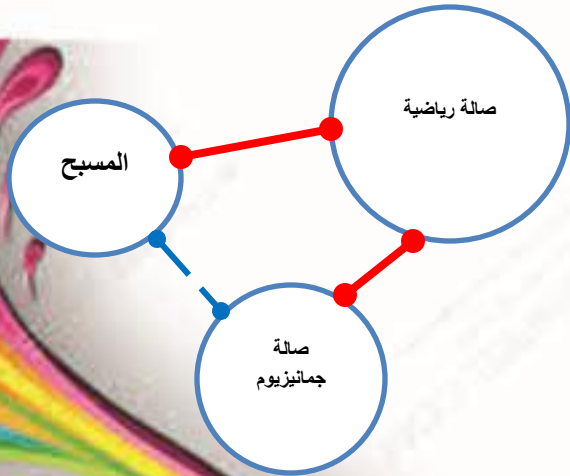 صالة رياضية
المسبح
صالة
جمانيزيوم